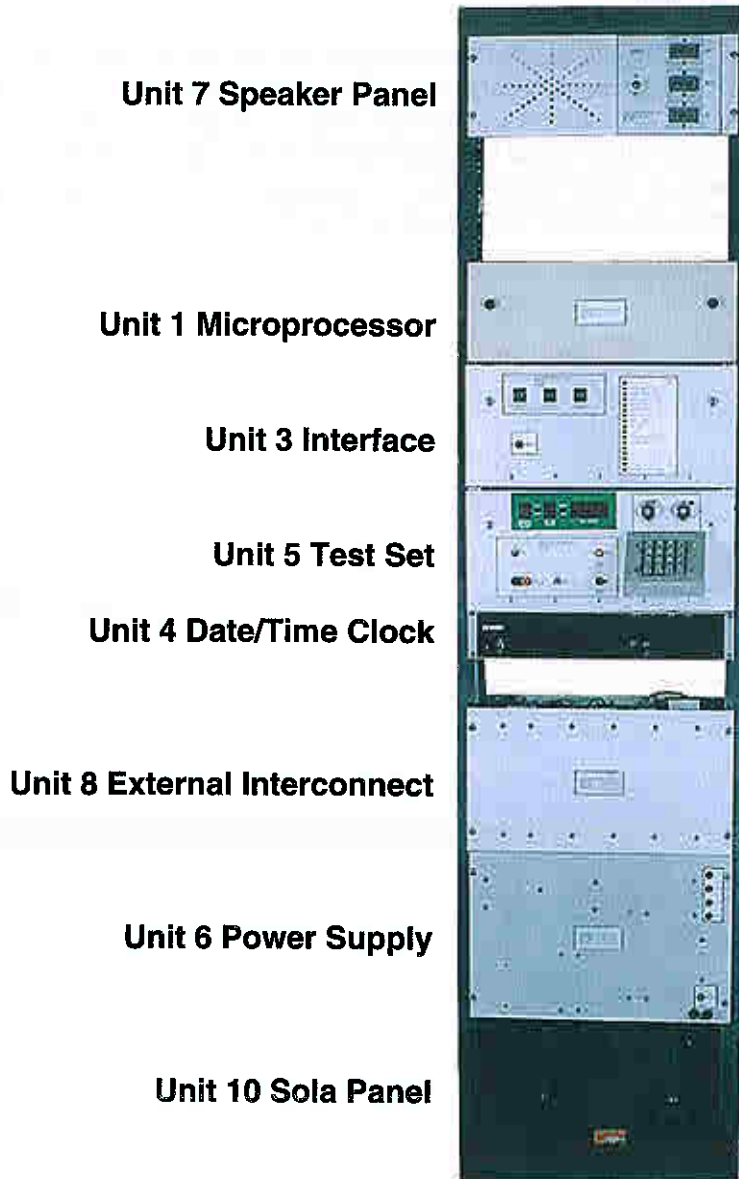 Unit 7 Speaker Panel
Unit 1 Microprocessor
Unit 3 Interface
Unit 5 Test Set
Unit 4 Date/Time Clock
Unit 8 External Interconnect
Unit 6 Power Supply
Unit 10 Sola Panel